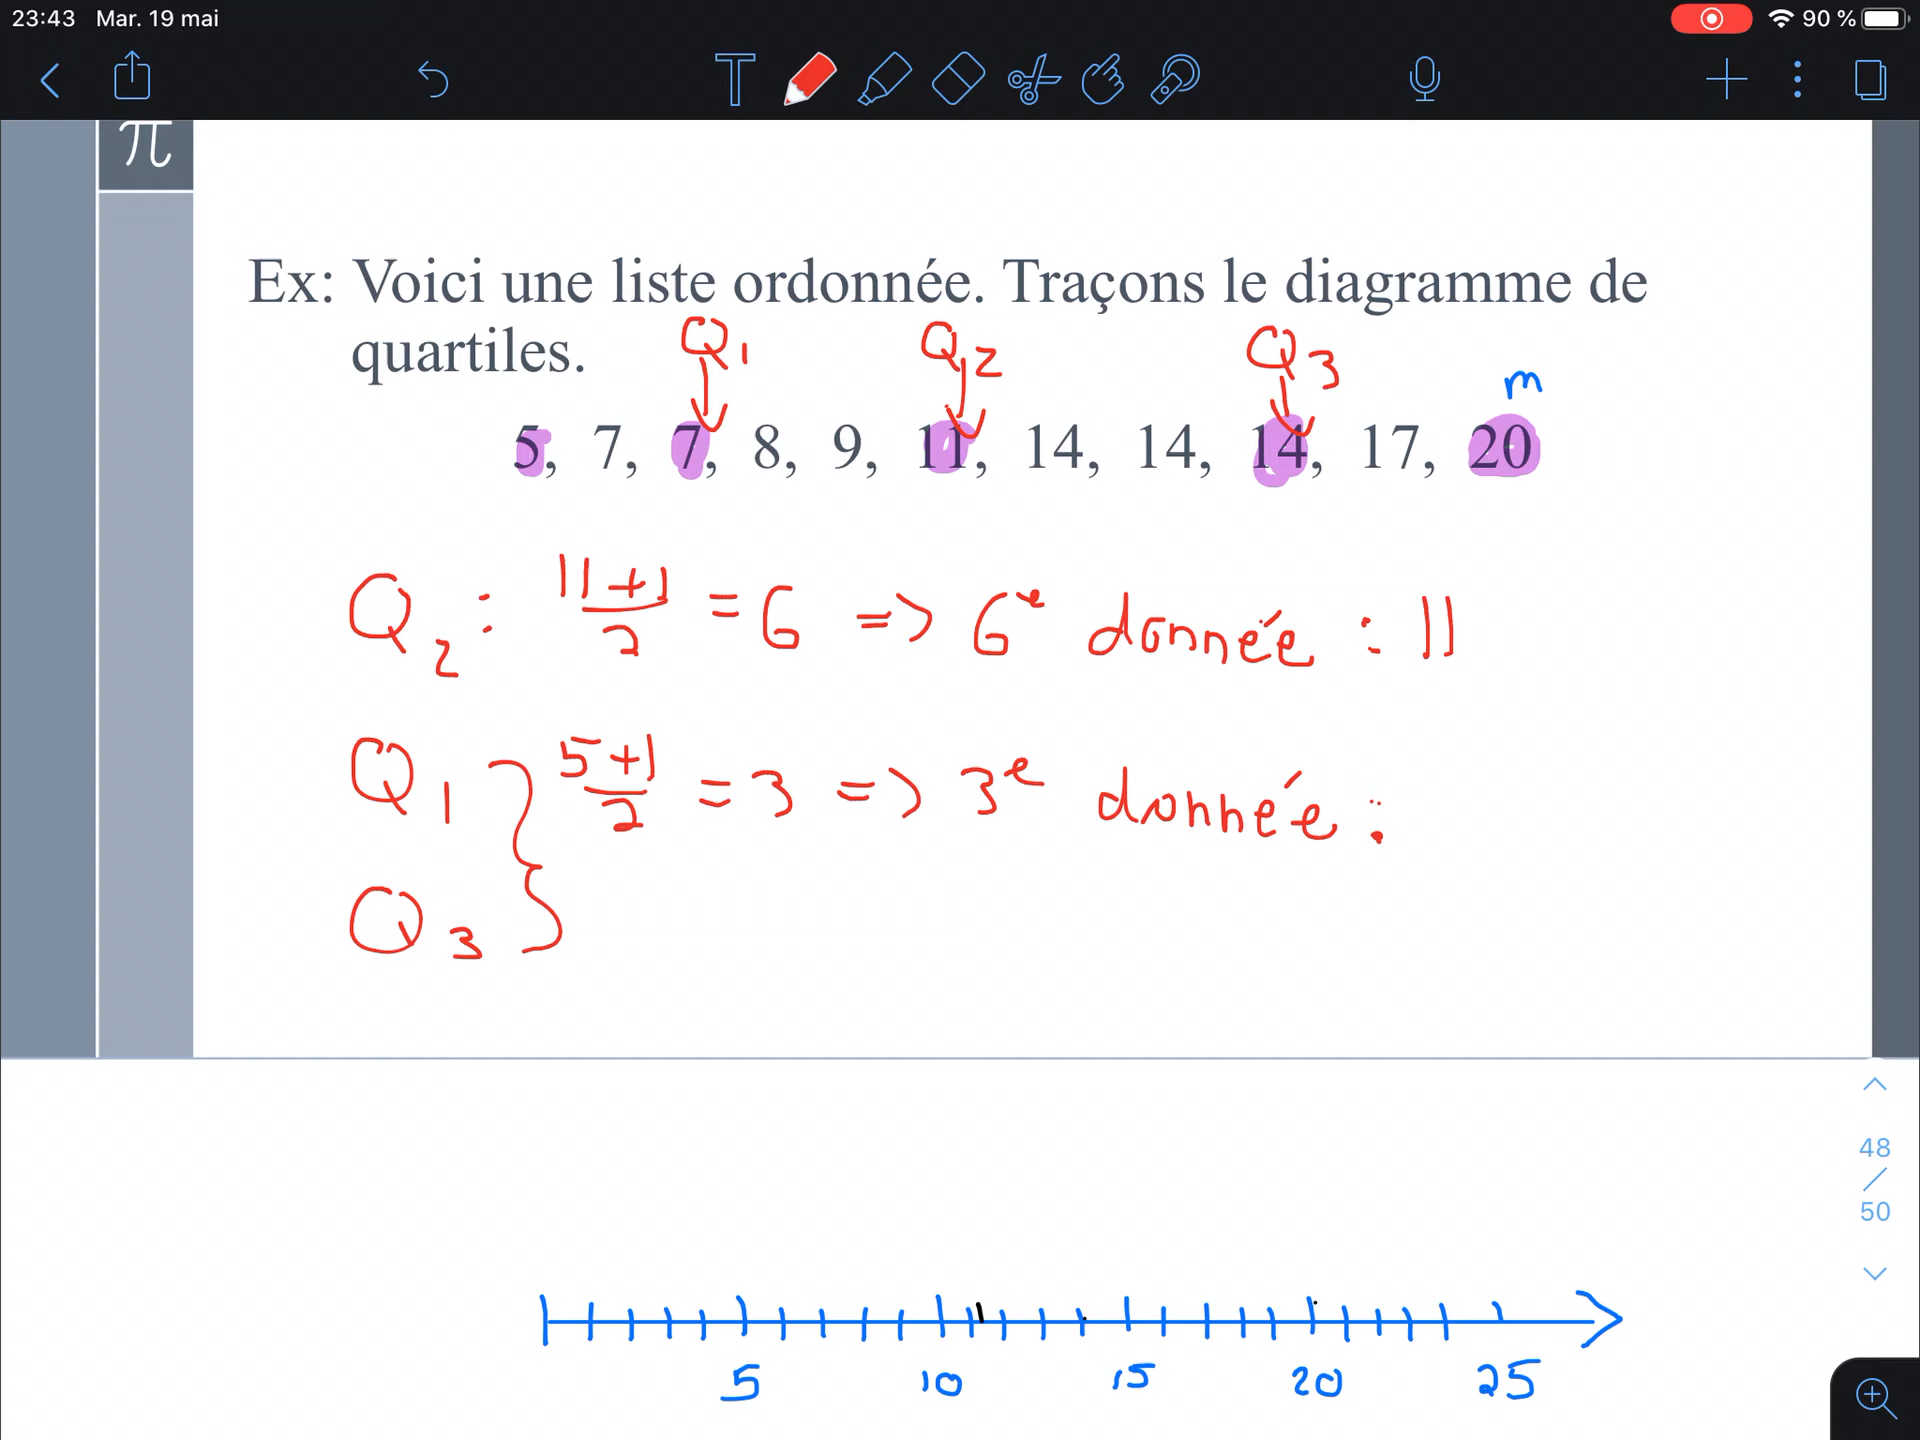 23:43 Mar. 19 mai
90 %
T
π
Ex: Voici une liste ordonnée. Traçons le diagramme de
quartiles.
Q1 Q2 Q3
m
5, 7, 7, 8, 9, 11, 14, 14, 14, 17, 20
Q2 : 11+1/2 = 6 => 6e donnée : 11
Q1 } 5+1/2 = 3 => 3e donnée :
Q3
48
/
50
5 10 15 20 25